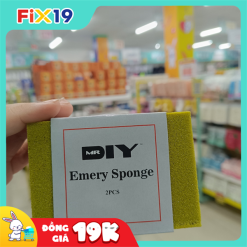 FiX19
MR DIY
Emery Sponge
2PCS
ĐỒNG
GIÁ 19K